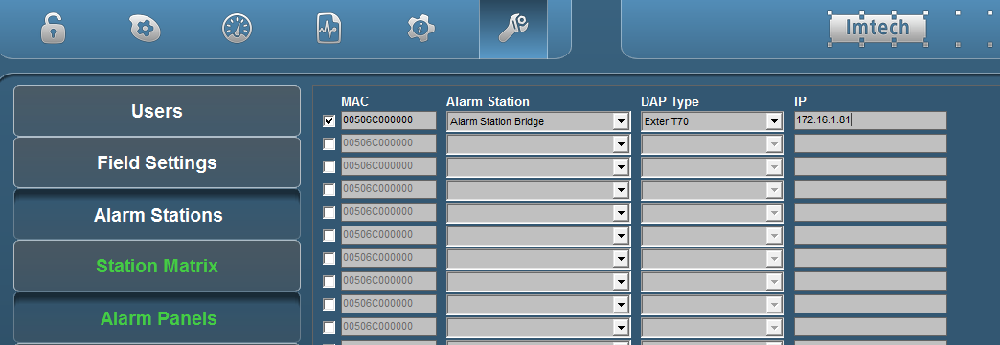 Imtech
MAC Alarm Station DAP Type IP
00506C000000 Alarm Station Bridge Exter T70 172.16.1.81
00506C000000
00506C000000
00506C000000
00506C000000
00506C000000
00506C000000
00506C000000
00506C000000
00506C000000
Users
Field Settings
Alarm Stations
Station Matrix
Alarm Panels